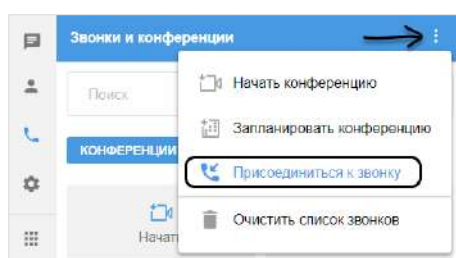 Звонки и конференции
Поиск
Начать конференцию
Запланировать конференцию
КОНФЕРЕНЦИИ
Присоединиться к звонку
Очистить список звонков
Начат